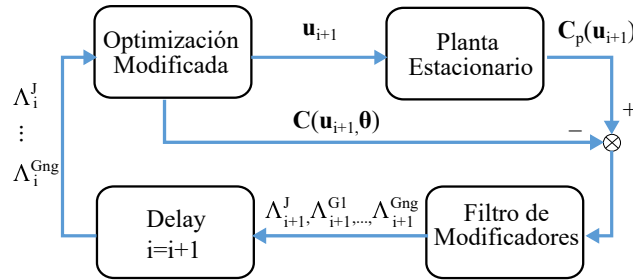 Optimización
Modificada
u_{i+1}
Planta
Estacionario
C_p(u_{i+1})
+
−
C(u_{i+1,}θ)
Λ_i^J
⋮
Λ_i^{Gng}
Delay
i=i+1
Λ_{i+1}^J,Λ_{i+1}^{G1},...,Λ_{i+1}^{Gng}
Filtro de
Modificadores